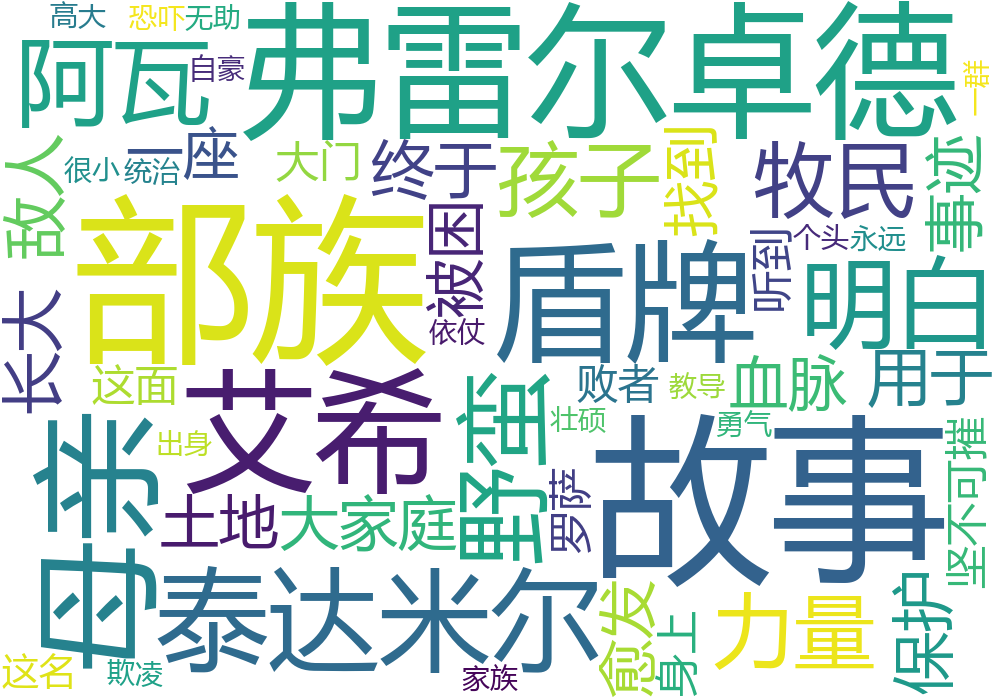 高大
恐吓
无助
弗雷尔卓德
阿瓦
自豪
一群
敌人
很小
统治
一座
大门
终于
孩子
找到
牧民
事迹
部族
被困
依仗
盾牌
听到
个头
永远
明白
长大
这面
艾希
野蛮
败者
教导
血脉
用于
壮硕
勇气
故事
母亲
出身
土地
大家庭
罗萨
坚不可摧
泰达米尔
愈发
身上
力量
保护
这名
欺凌
家族